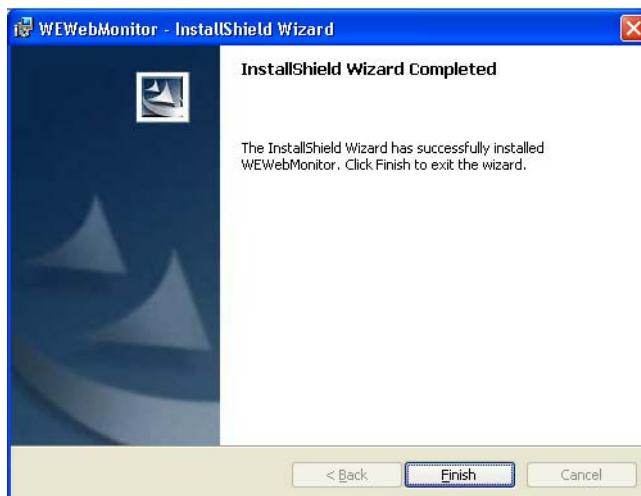 WEWebMonitor - InstallShield Wizard
InstallShield Wizard Completed
The InstallShield Wizard has successfully installed
WEWebMonitor. Click Finish to exit the wizard.
< Back
Finish
Cancel